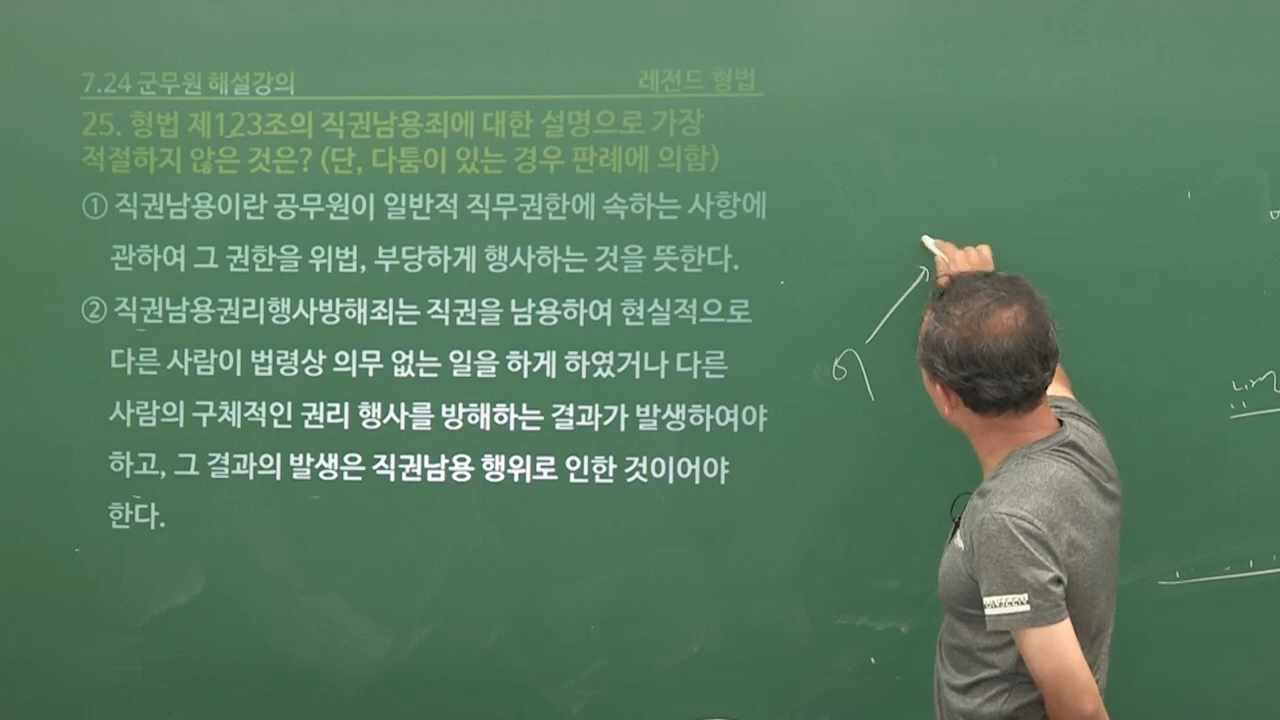 7.24 군무원 해설강의
레전드 형법
25. 형법 제123조의 직권남용죄에 대한 설명으로 가장
적절하지 않은 것은? (단, 다툼이 있는 경우 판례에 의함)
① 직권남용이란 공무원이 일반적 직무권한에 속하는 사항에
관하여 그 권한을 위법, 부당하게 행사하는 것을 뜻한다.
② 직권남용권리행사방해죄는 직권을 남용하여 현실적으로
다른 사람이 법령상 의무 없는 일을 하게 하였거나 다른
사람의 구체적인 권리 행사를 방해하는 결과가 발생하여야
하고, 그 결과의 발생은 직권남용 행위로 인한 것이어야
한다.